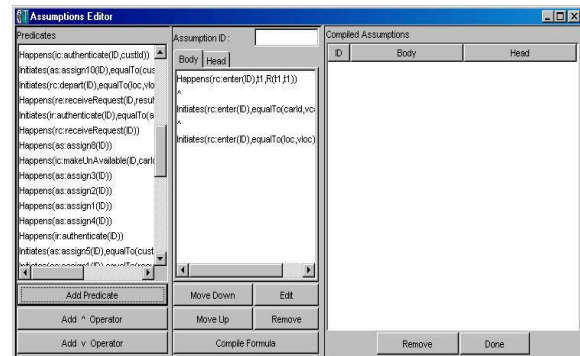 Assumptions Editor
Predicates
Happens(ic:authenticate(ID,custId))
Initiates(as:assign10(ID),equalTo(cus
Initiates(rc:depart(ID),equalTo(loc,vlo
Happens(re:receiveRequest(ID,resul
Initiates(ir:authenticate(ID),equalTo(a
Happens(rc:receiveRequest(ID))
Happens(as:assign8(ID))
Happens(ic:makeUnAvailable(ID,carId
Happens(as:assign3(ID))
Happens(as:assign2(ID))
Happens(as:assign1(ID))
Happens(as:assign4(ID))
Happens(ir:authenticate(ID))
Initiates(as:assign5(ID),equalTo(cust
Add Predicate
Add ^ Operator
Add v Operator
Assumption ID :
Body Head
Happens(rc:enter(ID),t1,R(t1,t1))
^
Initiates(rc:enter(ID),equalTo(carId,vca
^
Initiates(rc:enter(ID),equalTo(loc,vloc)
Move Down Edit
Move Up Remove
Compile Formula
Compiled Assumptions
ID Body Head
Remove Done